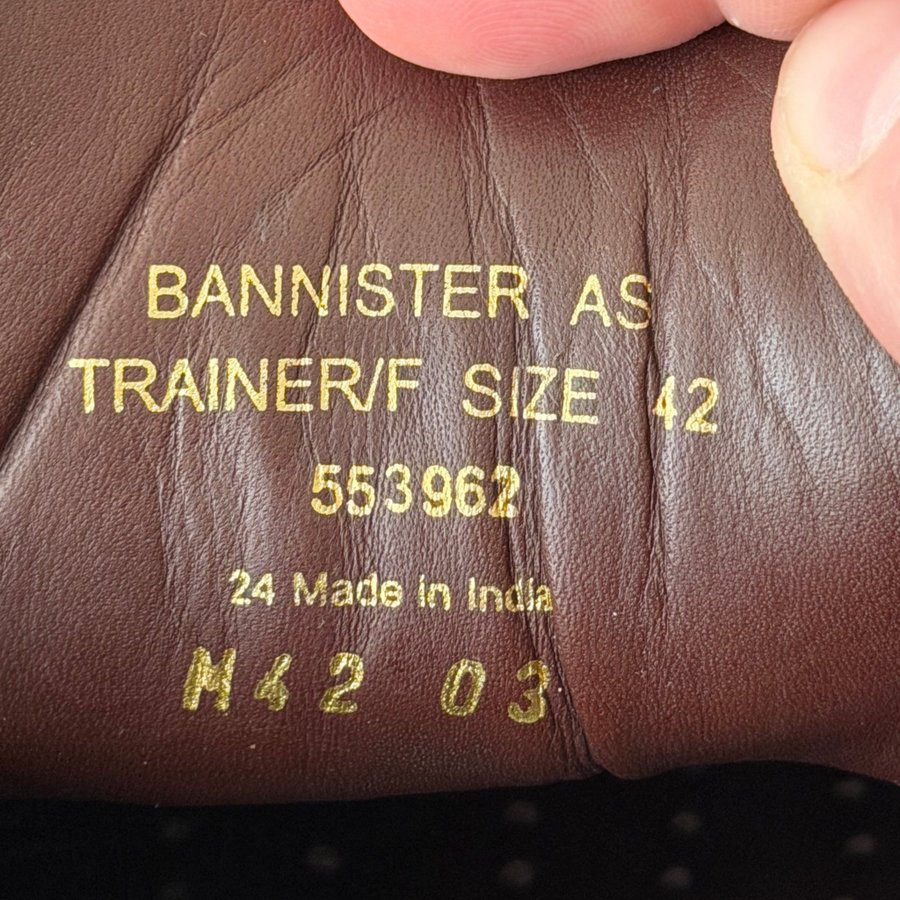 BANNISTER AS
TRAINER/F SIZE 42
553962
24 Made in India
M42 03